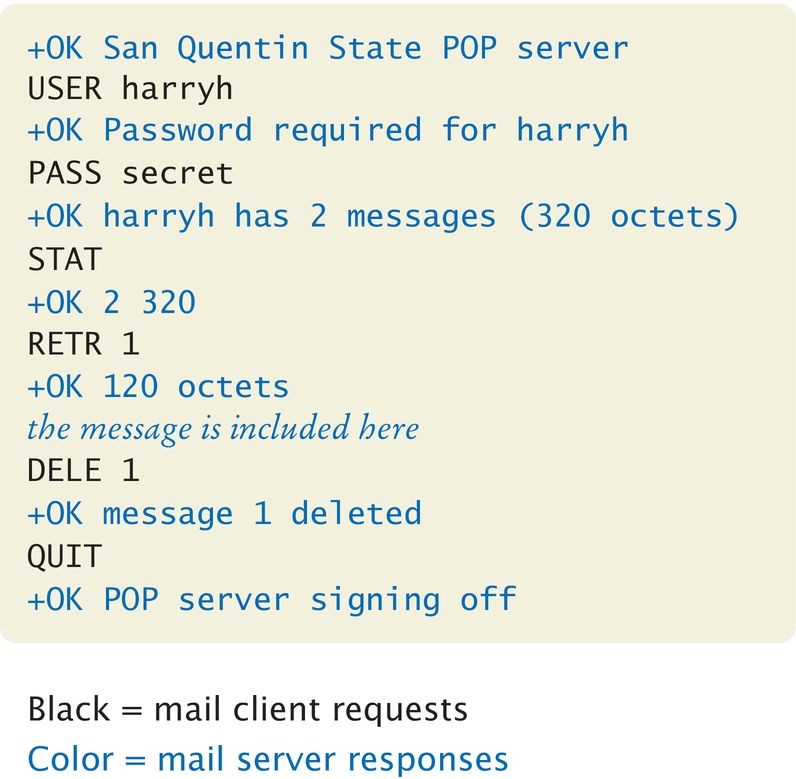 +OK San Quentin State POP server
USER harryh
+OK Password required for harryh
PASS secret
+OK harryh has 2 messages (320 octets)
STAT
+OK 2 320
RETR 1
+OK 120 octets
the message is included here
DELE 1
+OK message 1 deleted
QUIT
+OK POP server signing off
Black = mail client requests
Color = mail server responses